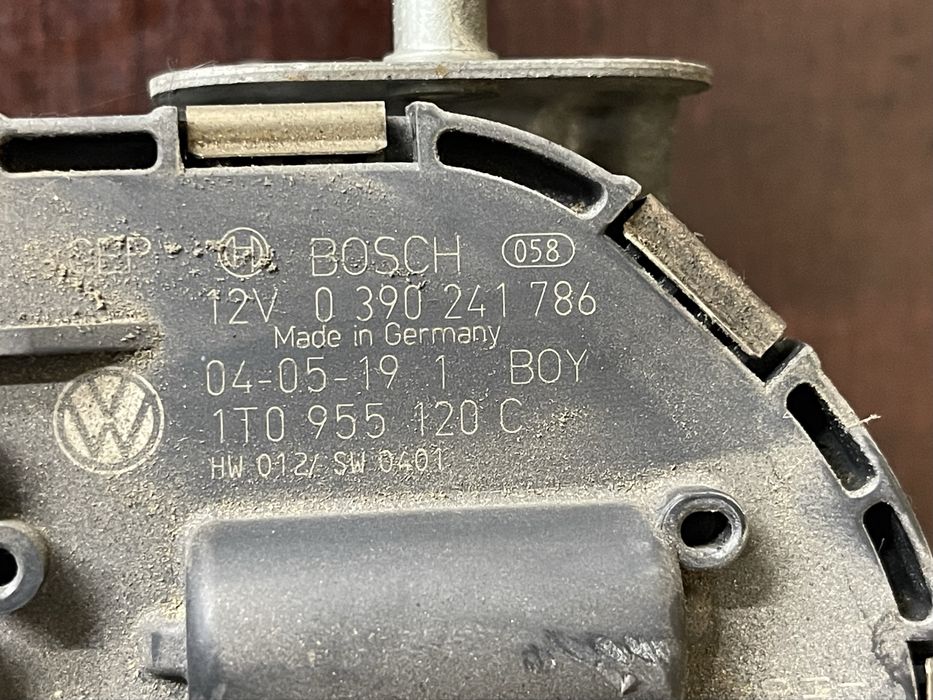 BOSCH 058
12V 0 390 241 786
Made in Germany
04-05-19 1 BOY
1T0 955 120 C
HW 012/ SW 0401